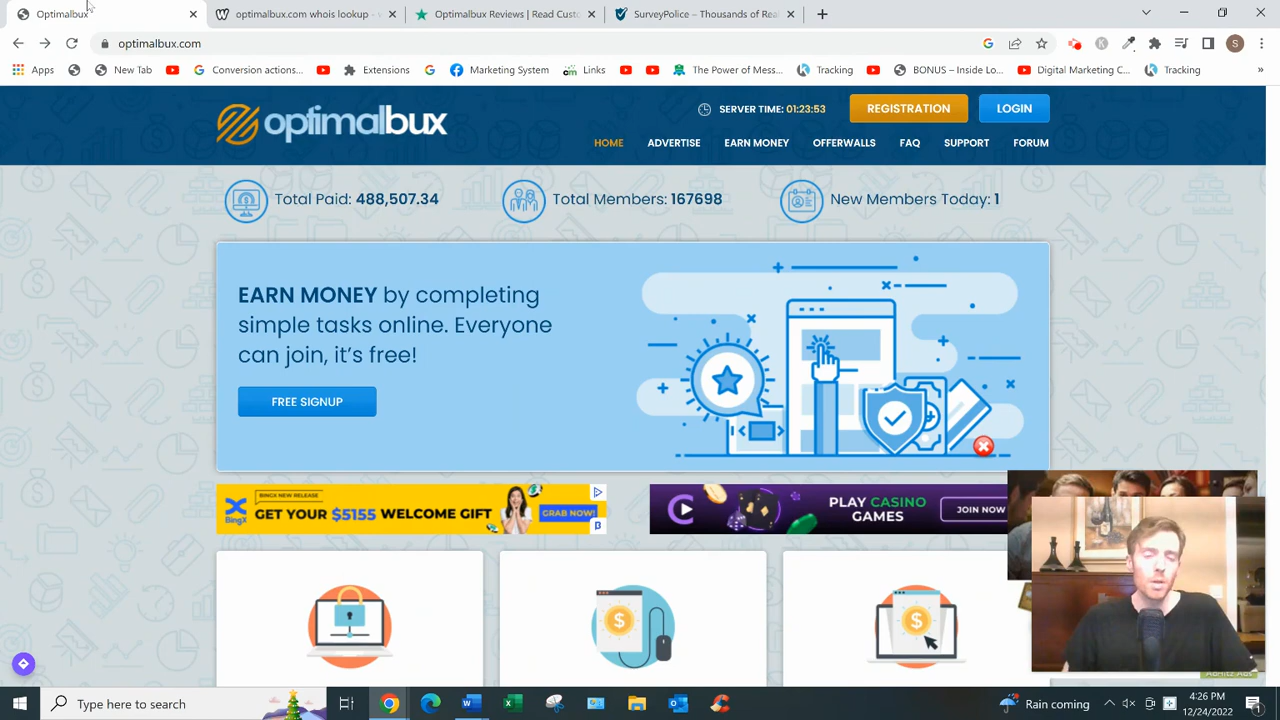 Optimalbux
optimalbux.com whois lookup - w
Optimalbux Reviews | Read Custo
SurveyPolice – Thousands of Rea
optimalbux.com
S
Apps
New Tab
Conversion actions...
Extensions
Marketing System
Links
The Power of Mess...
Tracking
BONUS – Inside Lo...
Digital Marketing C...
Tracking
»
optimalbux
SERVER TIME: 01:23:53
REGISTRATION
LOGIN
HOME
ADVERTISE
EARN MONEY
OFFERWALLS
FAQ
SUPPORT
FORUM
Total Paid: 488,507.34
Total Members: 167698
New Members Today: 1
EARN MONEY by completing
simple tasks online. Everyone
can join, it's free!
FREE SIGNUP
BINGX NEW RELEASE
BingX
GET YOUR $5155 WELCOME GIFT
GRAB NOW!
PLAY CASINO
GAMES
JOIN NOW
Type here to search
Rain coming
4:26 PM
12/24/2022